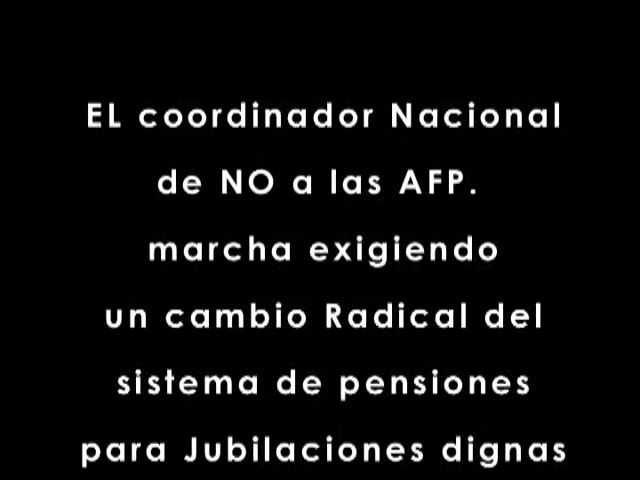 EL coordinador Nacional
de NO a las AFP.
marcha exigiendo
un cambio Radical del
sistema de pensiones
para Jubilaciones dignas